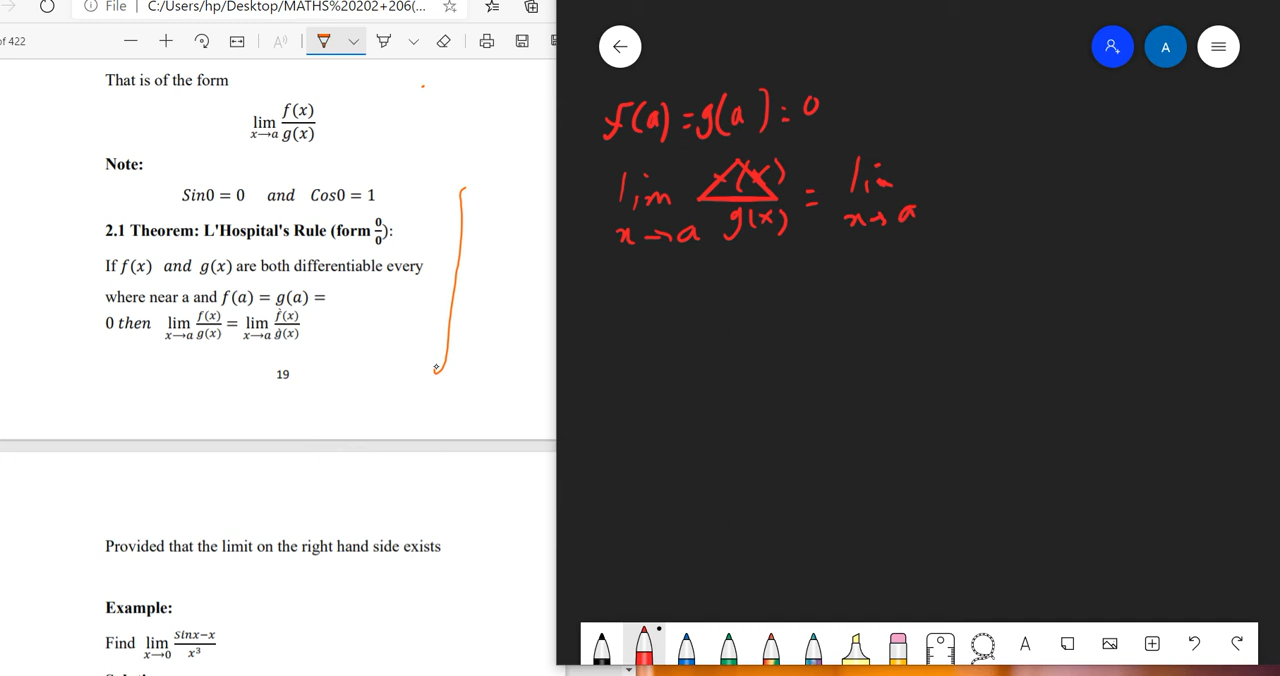 File | C:/Users/hp/Desktop/MATHS%20202+206(...
of 422
That is of the form
lim x→a f(x)/g(x)
Note:
Sin0 = 0 and Cos0 = 1
2.1 Theorem: L'Hospital's Rule (form 0/0):
If f(x) and g(x) are both differentiable every
where near a and f(a) = g(a) =
0 then lim x→a f(x)/g(x) = lim x→a ḟ(x)/ġ(x)
19
Provided that the limit on the right hand side exists
Example:
Find lim x→0 Sinx−x/x³
A
f(a) = g(a) = 0
lim x→a f(x)/g(x) = lim x→a
A